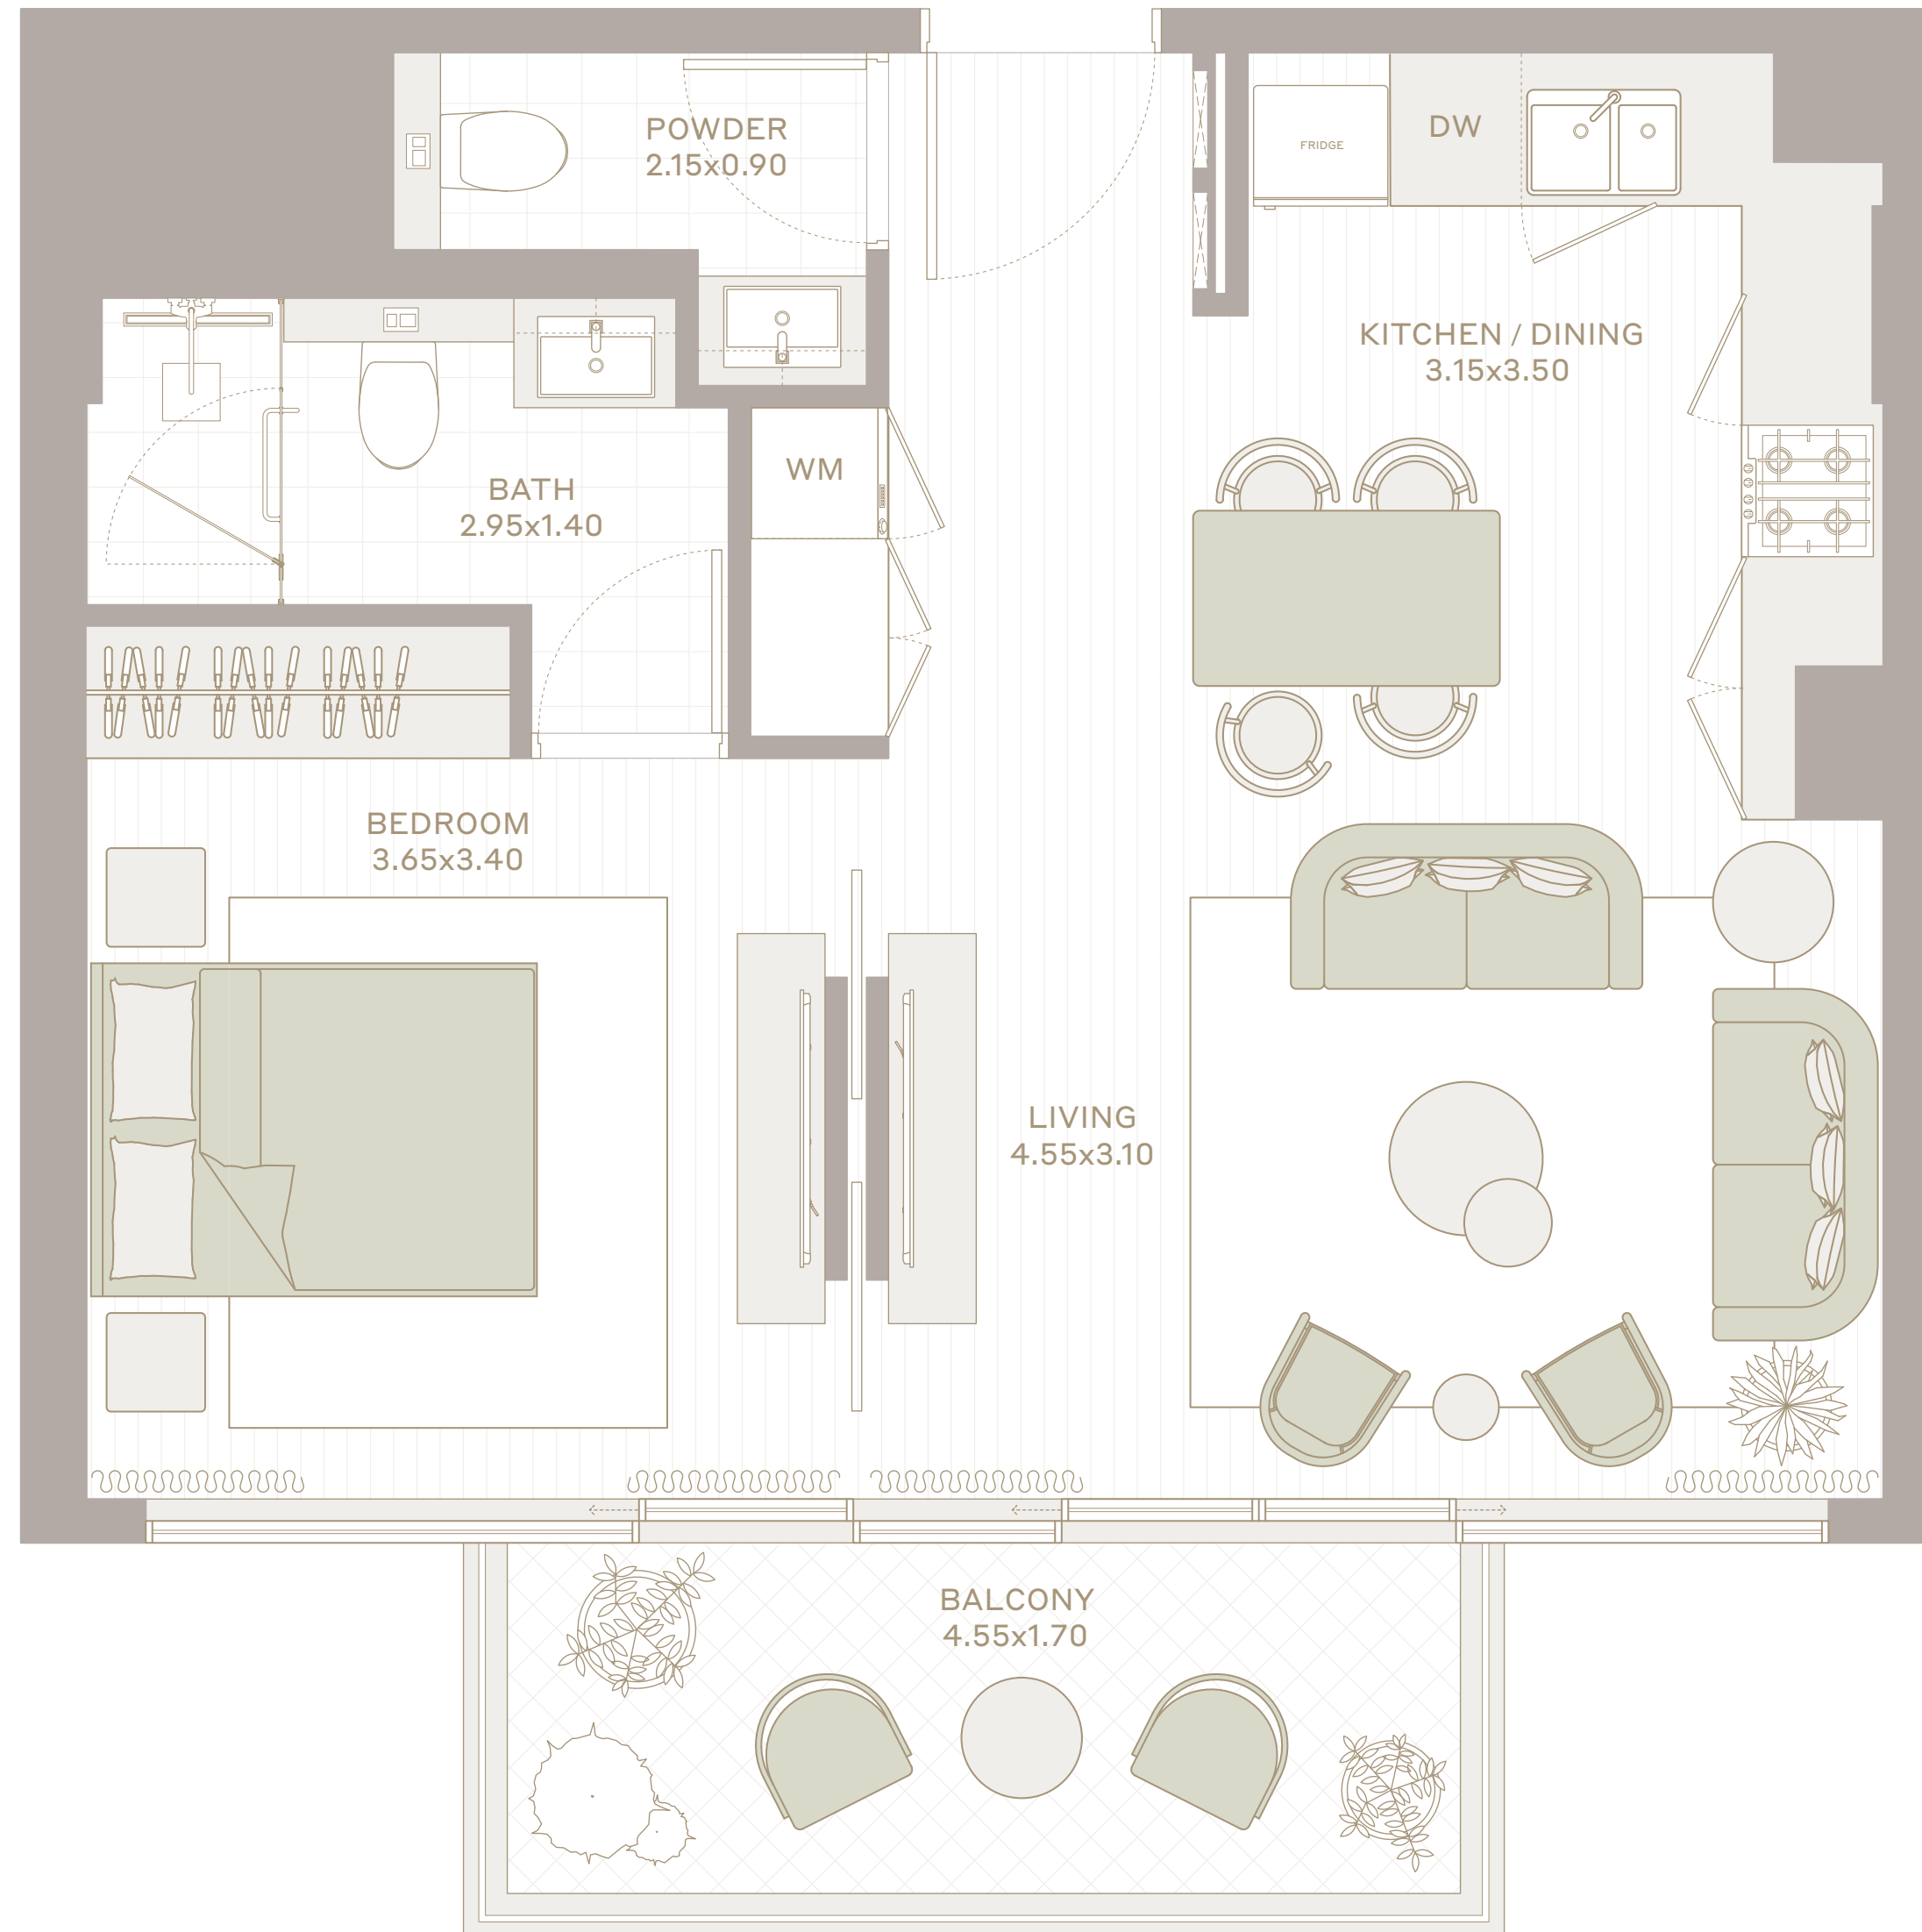 POWDER
2.15x0.90
DW
FRIDGE
KITCHEN / DINING
3.15x3.50
WM
BATH
2.95x1.40
BEDROOM
3.65x3.40
LIVING
4.55x3.10
BALCONY
4.55x1.70